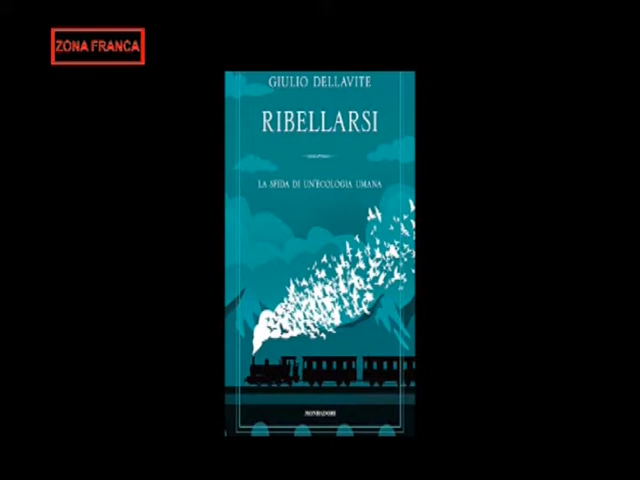 ZONA FRANCA
GIULIO DELLAVITE
RIBELLARSI
LA SFIDA DI UN'ECOLOGIA UMANA
MONDADORI